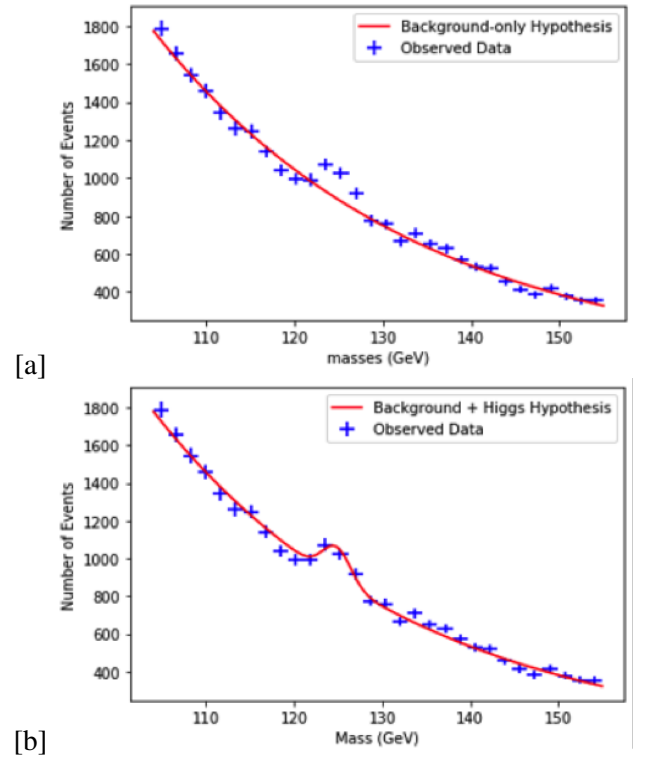 1800
1600
1400
1200
1000
800
600
400
Number of Events
Background-only Hypothesis
Observed Data
110
120
130
140
150
masses (GeV)
[a]
1800
1600
1400
1200
1000
800
600
400
Number of Events
Background + Higgs Hypothesis
Observed Data
110
120
130
140
150
Mass (GeV)
[b]